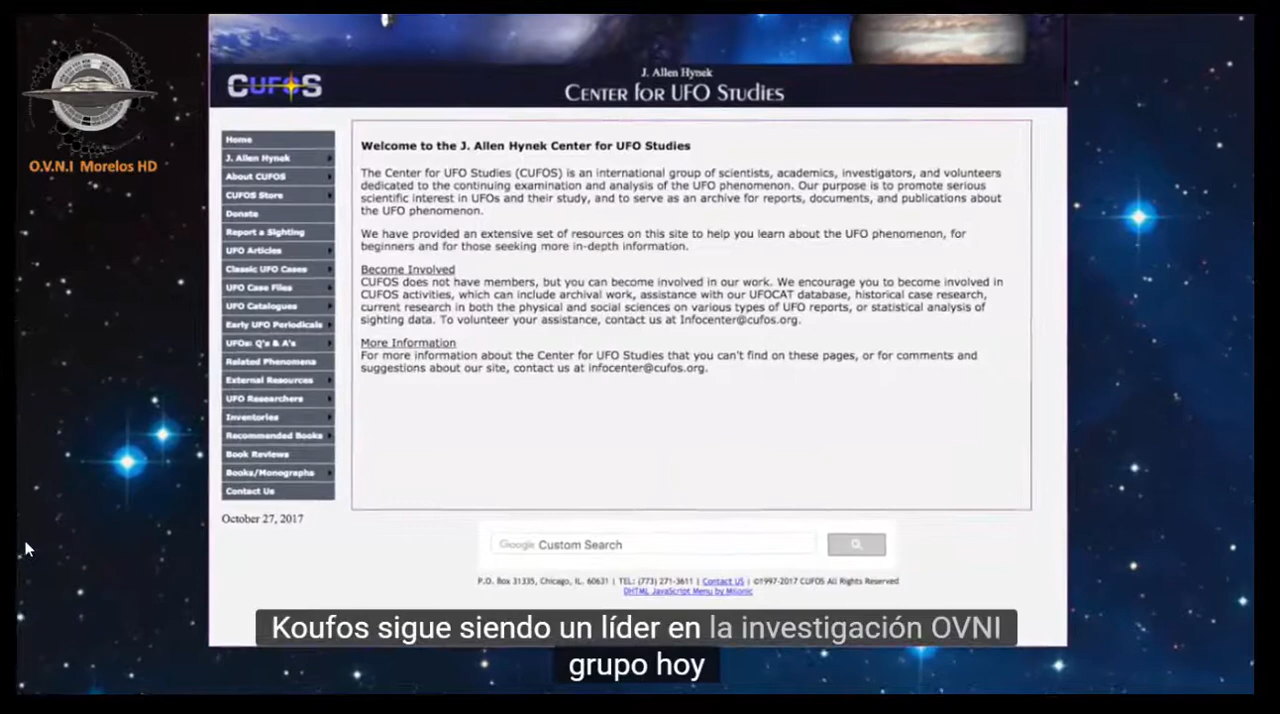 O.V.N.I Morelos HD
CUFOS
J. Allen Hynek
CENTER for UFO STUDIES
Home
J. Allen Hynek
About CUFOS
CUFOS Store
Donate
Report a Sighting
UFO Articles
Classic UFO Cases
UFO Case Files
UFO Catalogues
Early UFO Periodicals
UFOs: Q's & A's
Related Phenomena
External Resources
UFO Researchers
Inventories
Recommended Books
Book Reviews
Books/Monographs
Contact Us
October 27, 2017
Welcome to the J. Allen Hynek Center for UFO Studies
The Center for UFO Studies (CUFOS) is an international group of scientists, academics, investigators, and volunteers
dedicated to the continuing examination and analysis of the UFO phenomenon. Our purpose is to promote serious
scientific interest in UFOs and their study, and to serve as an archive for reports, documents, and publications about
the UFO phenomenon.
We have provided an extensive set of resources on this site to help you learn about the UFO phenomenon, for
beginners and for those seeking more in-depth information.
Become Involved
CUFOS does not have members, but you can become involved in our work. We encourage you to become involved in
CUFOS activities, which can include archival work, assistance with our UFOCAT database, historical case research,
current research in both the physical and social sciences on various types of UFO reports, or statistical analysis of
sighting data. To volunteer your assistance, contact us at Infocenter@cufos.org.
More Information
For more information about the Center for UFO Studies that you can't find on these pages, or for comments and
suggestions about our site, contact us at infocenter@cufos.org.
Google Custom Search
P.O. Box 31335, Chicago, IL. 60631 | TEL: (773) 271-3611 | Contact US | ©1997-2017 CUFOS All Rights Reserved
DHTML JavaScript Menu by Milonic
Koufos sigue siendo un líder en la investigación OVNI
grupo hoy